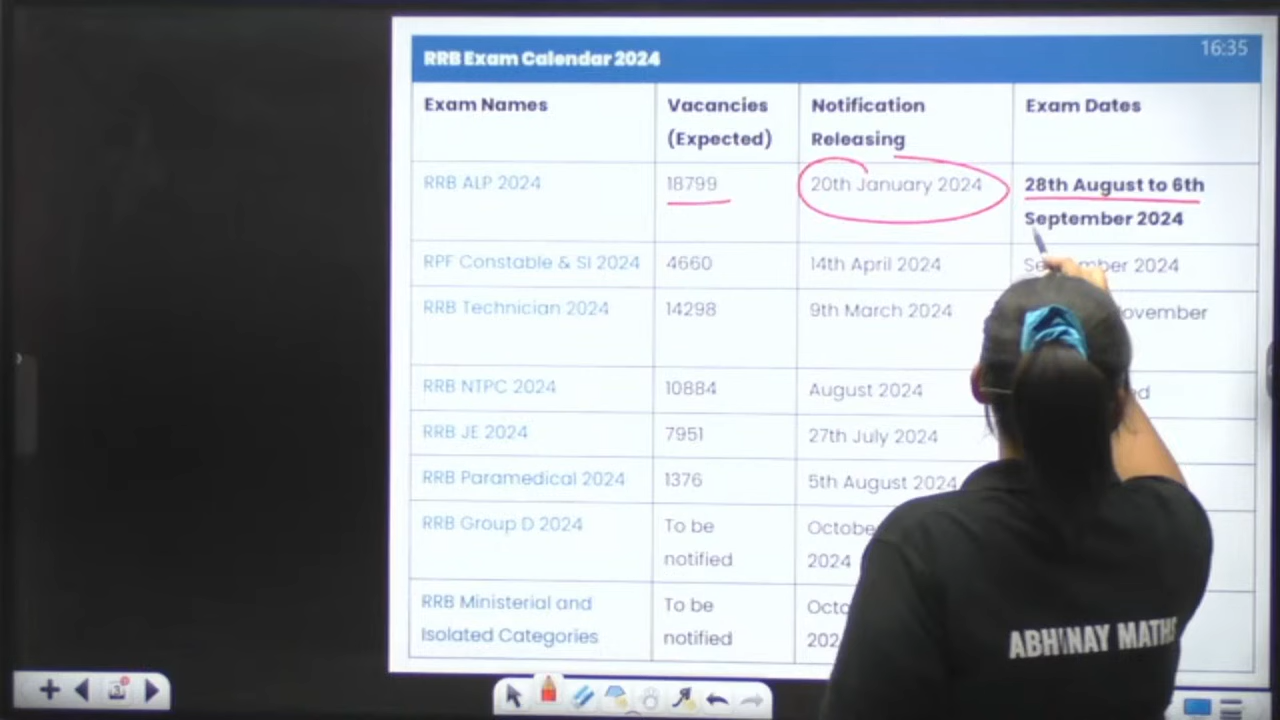 16:35
RRB Exam Calendar 2024
Exam Names
Vacancies
(Expected)
Notification
Releasing
Exam Dates
RRB ALP 2024
18799
20th January 2024
28th August to 6th
September 2024
RPF Constable & SI 2024
4660
14th April 2024
2024
RRB Technician 2024
14298
9th March 2024
RRB NTPC 2024
10884
August 2024
RRB JE 2024
7951
27th July 2024
RRB Paramedical 2024
1376
5th August 2024
RRB Group D 2024
To be
notified
2024
RRB Ministerial and
Isolated Categories
To be
notified
ABHINAY MATHS